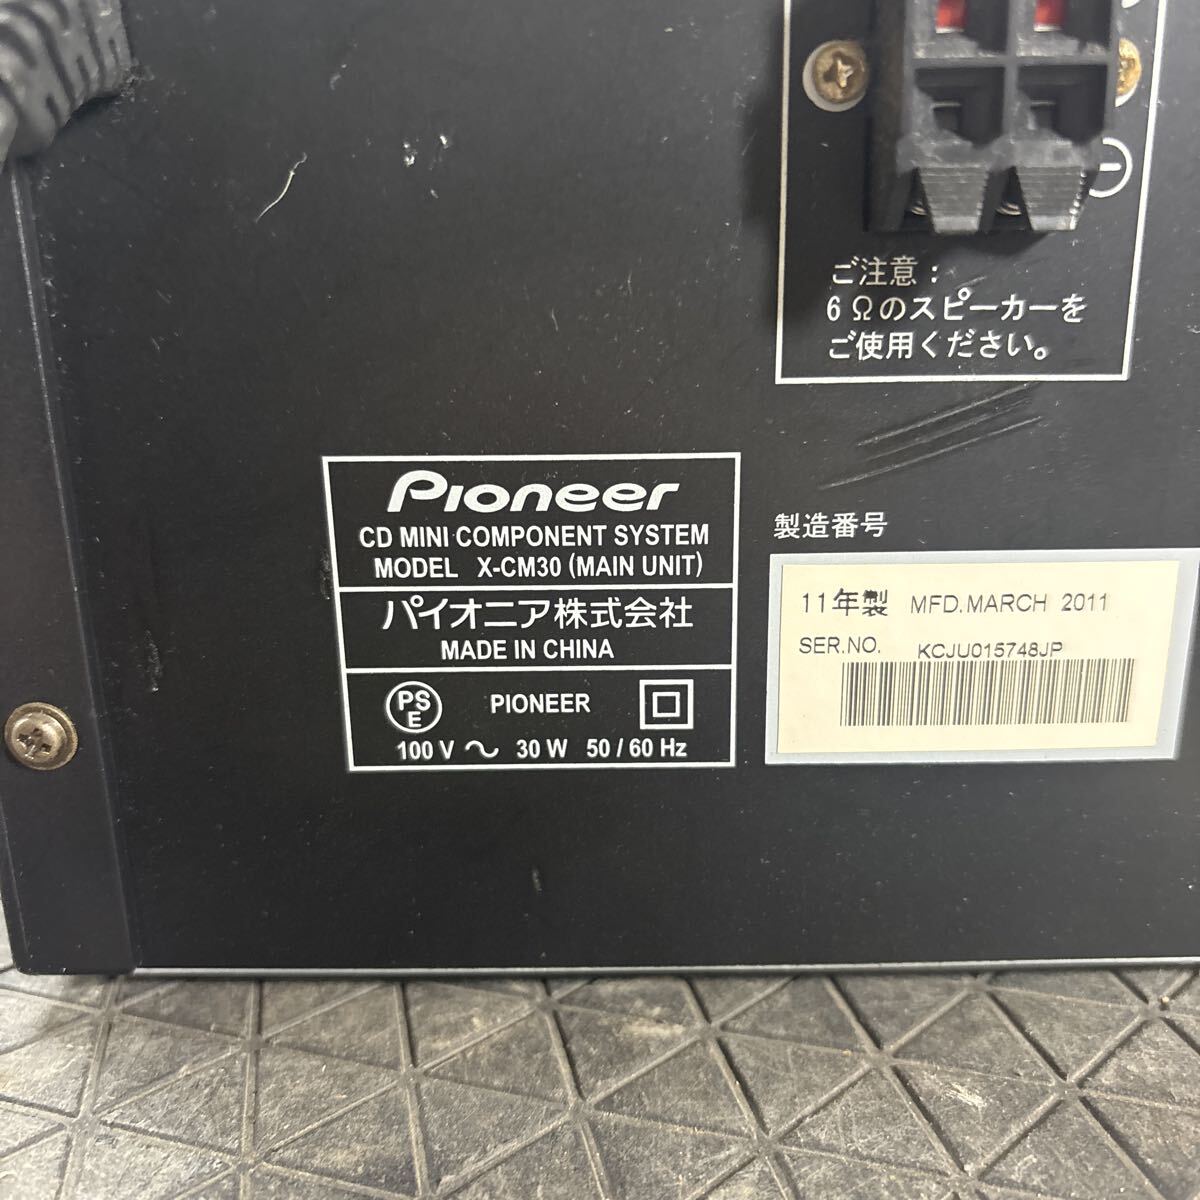 ご注意：
6Ωのスピーカーを
ご使用ください。
Pioneer
CD MINI COMPONENT SYSTEM
MODEL X-CM30 (MAIN UNIT)
パイオニア株式会社
MADE IN CHINA
PS E PIONEER
100 V ～ 30 W 50 / 60 Hz
製造番号
11年製 MFD.MARCH 2011
SER.NO. KCJU015748JP